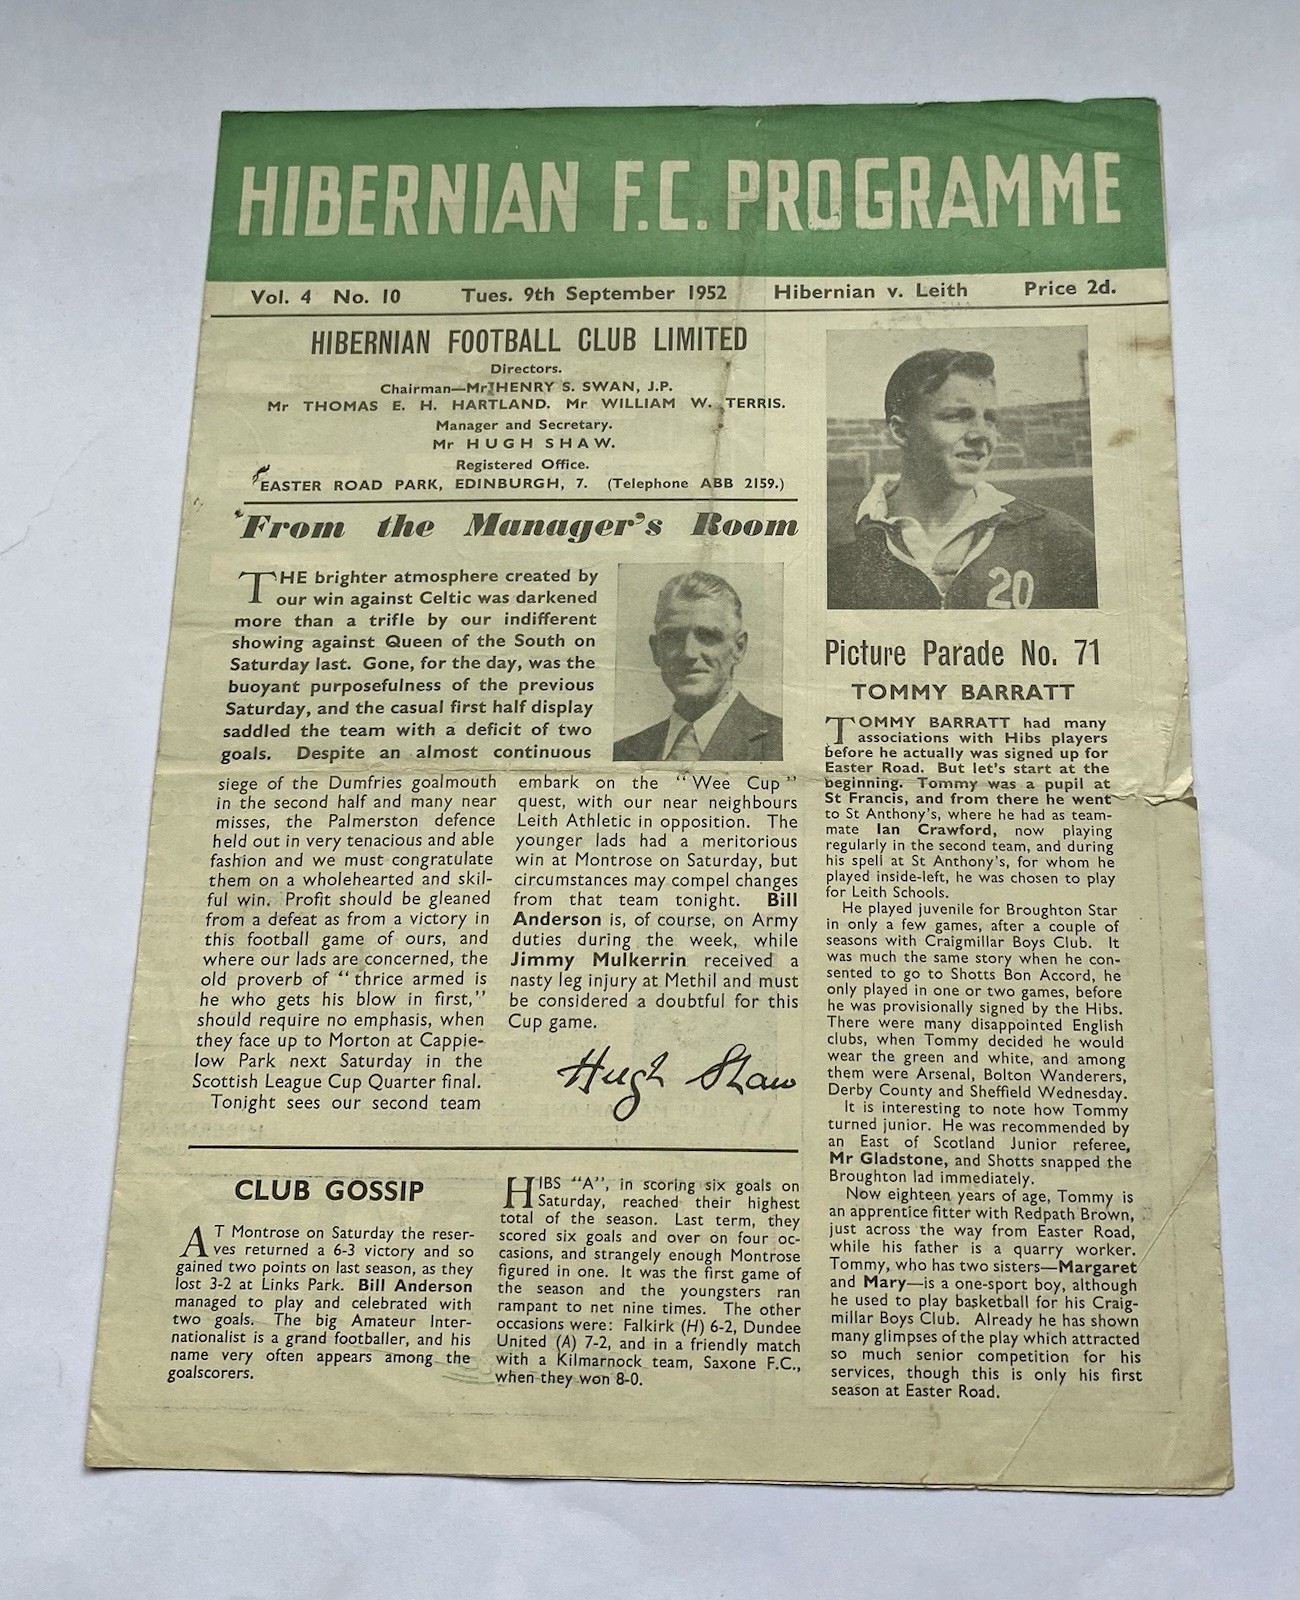 HIBERNIAN F.C. PROGRAMME
Vol. 4 No. 10 Tues. 9th September 1952 Hibernian v. Leith Price 2d.
HIBERNIAN FOOTBALL CLUB LIMITED
Directors.
Chairman—Mr HENRY S. SWAN, J.P.
Mr THOMAS E. H. HARTLAND. Mr WILLIAM W. TERRIS.
Manager and Secretary.
Mr HUGH SHAW.
Registered Office.
EASTER ROAD PARK, EDINBURGH, 7. (Telephone ABB 2159.)
From the Manager's Room
THE brighter atmosphere created by
our win against Celtic was darkened
more than a trifle by our indifferent
showing against Queen of the South on
Saturday last. Gone, for the day, was the
buoyant purposefulness of the previous
Saturday, and the casual first half display
saddled the team with a deficit of two
goals. Despite an almost continuous
siege of the Dumfries goalmouth
in the second half and many near
misses, the Palmerston defence
held out in very tenacious and able
fashion and we must congratulate
them on a wholehearted and skil-
ful win. Profit should be gleaned
from a defeat as from a victory in
this football game of ours, and
where our lads are concerned, the
old proverb of "thrice armed is
he who gets his blow in first,"
should require no emphasis, when
they face up to Morton at Cappie-
low Park next Saturday in the
Scottish League Cup Quarter final.
Tonight sees our second team
embark on the "Wee Cup"
quest, with our near neighbours
Leith Athletic in opposition. The
younger lads had a meritorious
win at Montrose on Saturday, but
circumstances may compel changes
from that team tonight. Bill
Anderson is, of course, on Army
duties during the week, while
Jimmy Mulkerrin received a
nasty leg injury at Methil and must
be considered a doubtful for this
Cup game.
Hugh Shaw
CLUB GOSSIP
AT Montrose on Saturday the reser-
ves returned a 6-3 victory and so
gained two points on last season, as they
lost 3-2 at Links Park. Bill Anderson
managed to play and celebrated with
two goals. The big Amateur Inter-
nationalist is a grand footballer, and his
name very often appears among the
goalscorers.
HIBS "A", in scoring six goals on
Saturday, reached their highest
total of the season. Last term, they
scored six goals and over on four oc-
casions, and strangely enough Montrose
figured in one. It was the first game of
the season and the youngsters ran
rampant to net nine times. The other
occasions were: Falkirk (H) 6-2, Dundee
United (A) 7-2, and in a friendly match
with a Kilmarnock team, Saxone F.C.,
when they won 8-0.
20
Picture Parade No. 71
TOMMY BARRATT
TOMMY BARRATT had many
associations with Hibs players
before he actually was signed up for
Easter Road. But let's start at the
beginning. Tommy was a pupil at
St Francis, and from there he went
to St Anthony's, where he had as team-
mate Ian Crawford, now playing
regularly in the second team, and during
his spell at St Anthony's, for whom he
played inside-left, he was chosen to play
for Leith Schools.
He played juvenile for Broughton Star
in only a few games, after a couple of
seasons with Craigmillar Boys Club. It
was much the same story when he con-
sented to go to Shotts Bon Accord, he
only played in one or two games, before
he was provisionally signed by the Hibs.
There were many disappointed English
clubs, when Tommy decided he would
wear the green and white, and among
them were Arsenal, Bolton Wanderers,
Derby County and Sheffield Wednesday.
It is interesting to note how Tommy
turned junior. He was recommended by
an East of Scotland Junior referee,
Mr Gladstone, and Shotts snapped the
Broughton lad immediately.
Now eighteen years of age, Tommy is
an apprentice fitter with Redpath Brown,
just across the way from Easter Road,
while his father is a quarry worker.
Tommy, who has two sisters—Margaret
and Mary—is a one-sport boy, although
he used to play basketball for his Craig-
millar Boys Club. Already he has shown
many glimpses of the play which attracted
so much senior competition for his
services, though this is only his first
season at Easter Road.